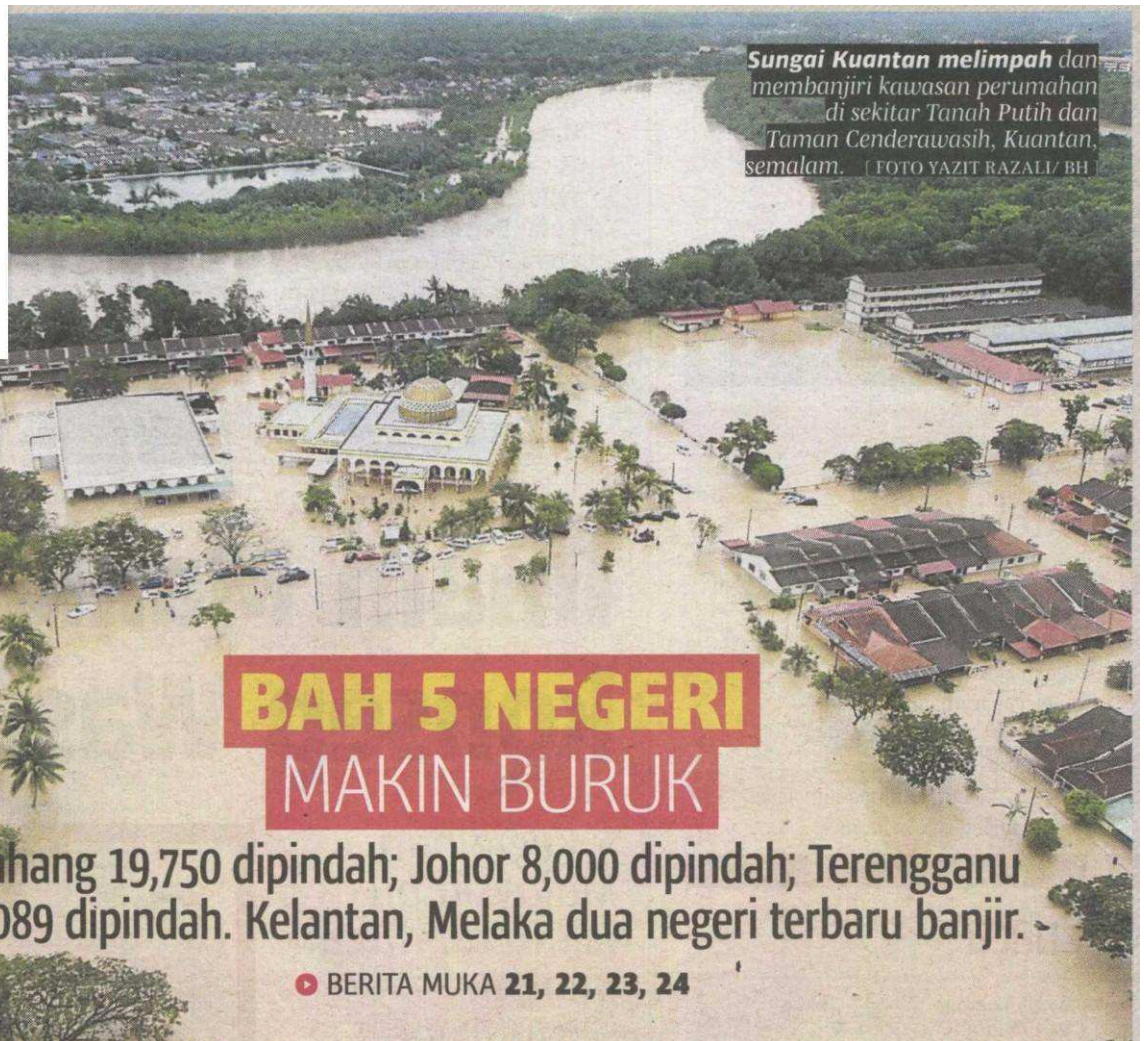 Sungai Kuantan melimpah dan
membanjiri kawasan perumahan
di sekitar Tanah Putih dan
Taman Cenderawasih, Kuantan,
semalam. [ FOTO YAZIT RAZALI/ BH ]
BAH 5 NEGERI
MAKIN BURUK
19,750 dipindah; Johor 8,000 dipindah; Terengganu
dipindah. Kelantan, Melaka dua negeri terbaru banjir.
BERITA MUKA 21, 22, 23, 24